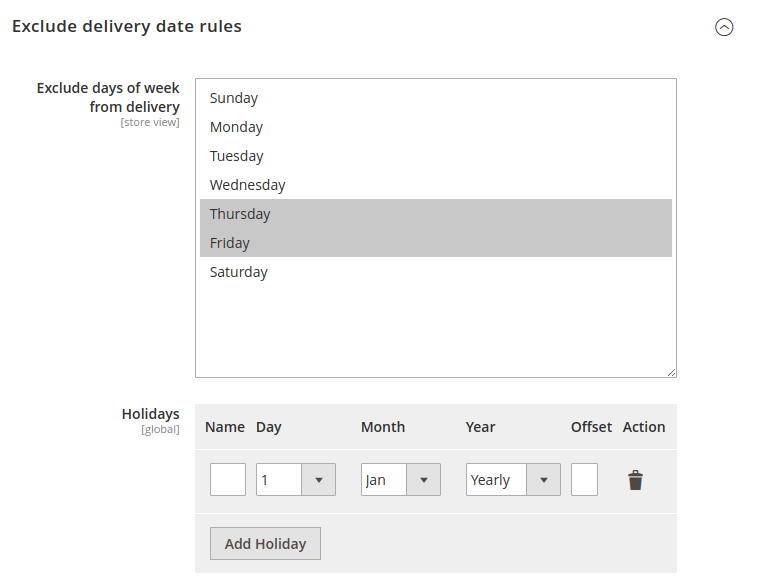 Exclude delivery date rules
Exclude days of week
from delivery
[store view]
Sunday
Monday
Tuesday
Wednesday
Thursday
Friday
Saturday
Holidays
[global]
Name Day Month Year Offset Action
1 Jan Yearly
Add Holiday